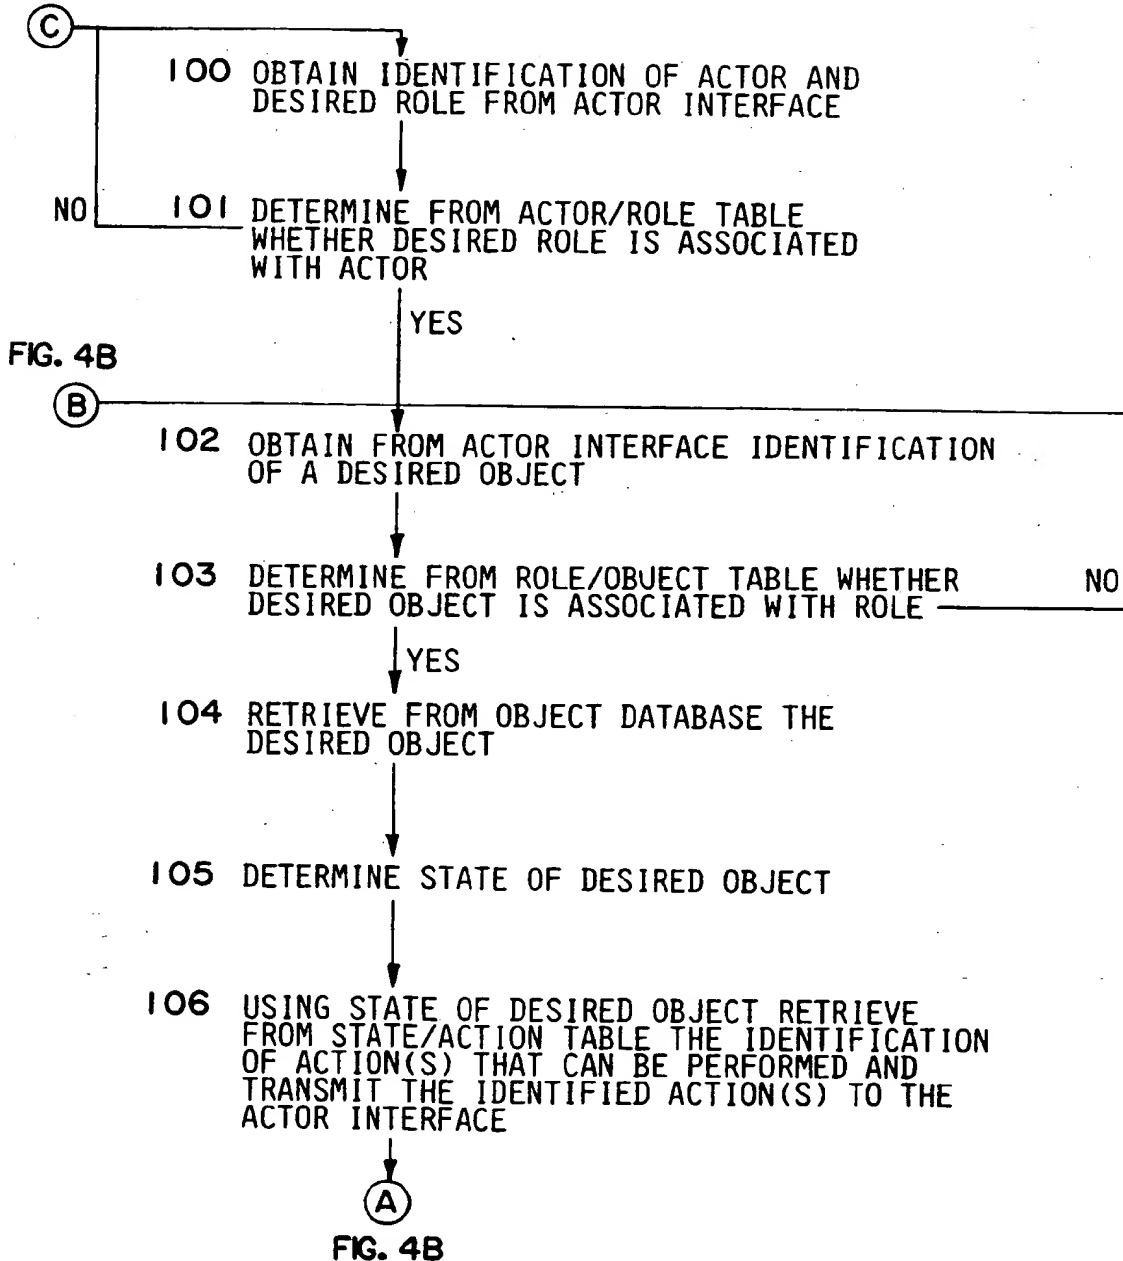 C
100 OBTAIN IDENTIFICATION OF ACTOR AND
DESIRED ROLE FROM ACTOR INTERFACE
NO 101 DETERMINE FROM ACTOR/ROLE TABLE
WHETHER DESIRED ROLE IS ASSOCIATED
WITH ACTOR
YES
FIG. 4B
B
102 OBTAIN FROM ACTOR INTERFACE IDENTIFICATION
OF A DESIRED OBJECT
103 DETERMINE FROM ROLE/OBJECT TABLE WHETHER NO
DESIRED OBJECT IS ASSOCIATED WITH ROLE
YES
104 RETRIEVE FROM OBJECT DATABASE THE
DESIRED OBJECT
105 DETERMINE STATE OF DESIRED OBJECT
106 USING STATE OF DESIRED OBJECT RETRIEVE
FROM STATE/ACTION TABLE THE IDENTIFICATION
OF ACTION(S) THAT CAN BE PERFORMED AND
TRANSMIT THE IDENTIFIED ACTION(S) TO THE
ACTOR INTERFACE
A
FIG. 4B